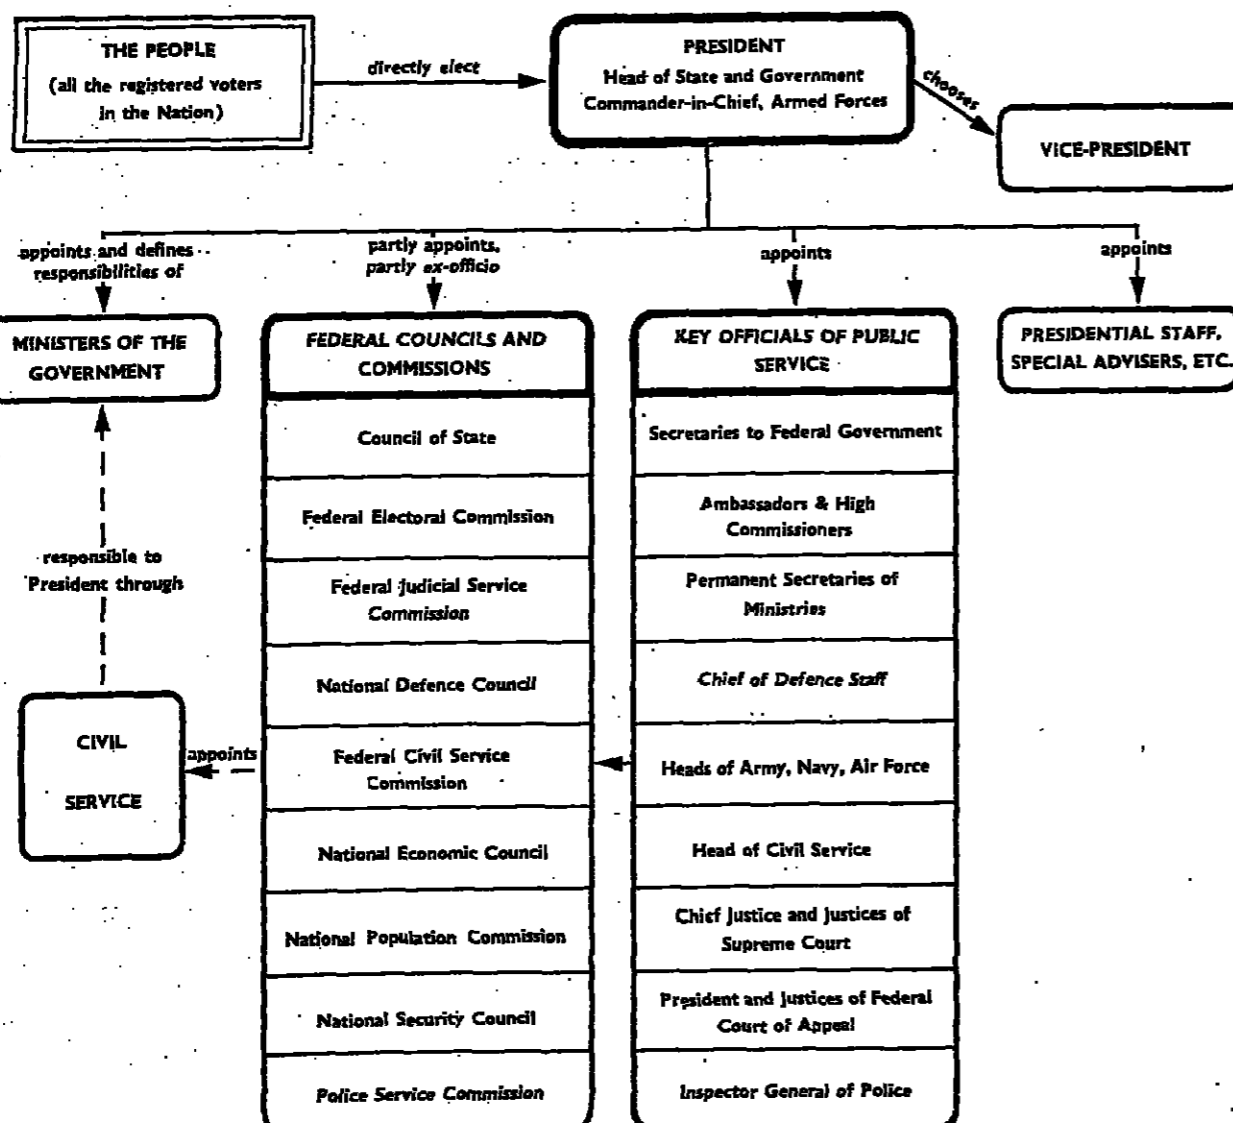 THE PEOPLE
(all the registered voters
in the Nation)
directly elect
PRESIDENT
Head of State and Government
Commander-in-Chief, Armed Forces
chooses
VICE-PRESIDENT
appoints and defines
responsibilities of
partly appoints,
partly ex-officio
appoints
appoints
MINISTERS OF THE
GOVERNMENT
FEDERAL COUNCILS AND
COMMISSIONS
KEY OFFICIALS OF PUBLIC
SERVICE
PRESIDENTIAL STAFF,
SPECIAL ADVISERS, ETC.
Council of State
Federal Electoral Commission
Federal Judicial Service
Commission
National Defence Council
Federal Civil Service
Commission
National Economic Council
National Population Commission
National Security Council
Police Service Commission
Secretaries to Federal Government
Ambassadors & High
Commissioners
Permanent Secretaries of
Ministries
Chief of Defence Staff
Heads of Army, Navy, Air Force
Head of Civil Service
Chief Justice and Justices of
Supreme Court
President and Justices of Federal
Court of Appeal
Inspector General of Police
responsible to
President through
CIVIL
SERVICE
appoints